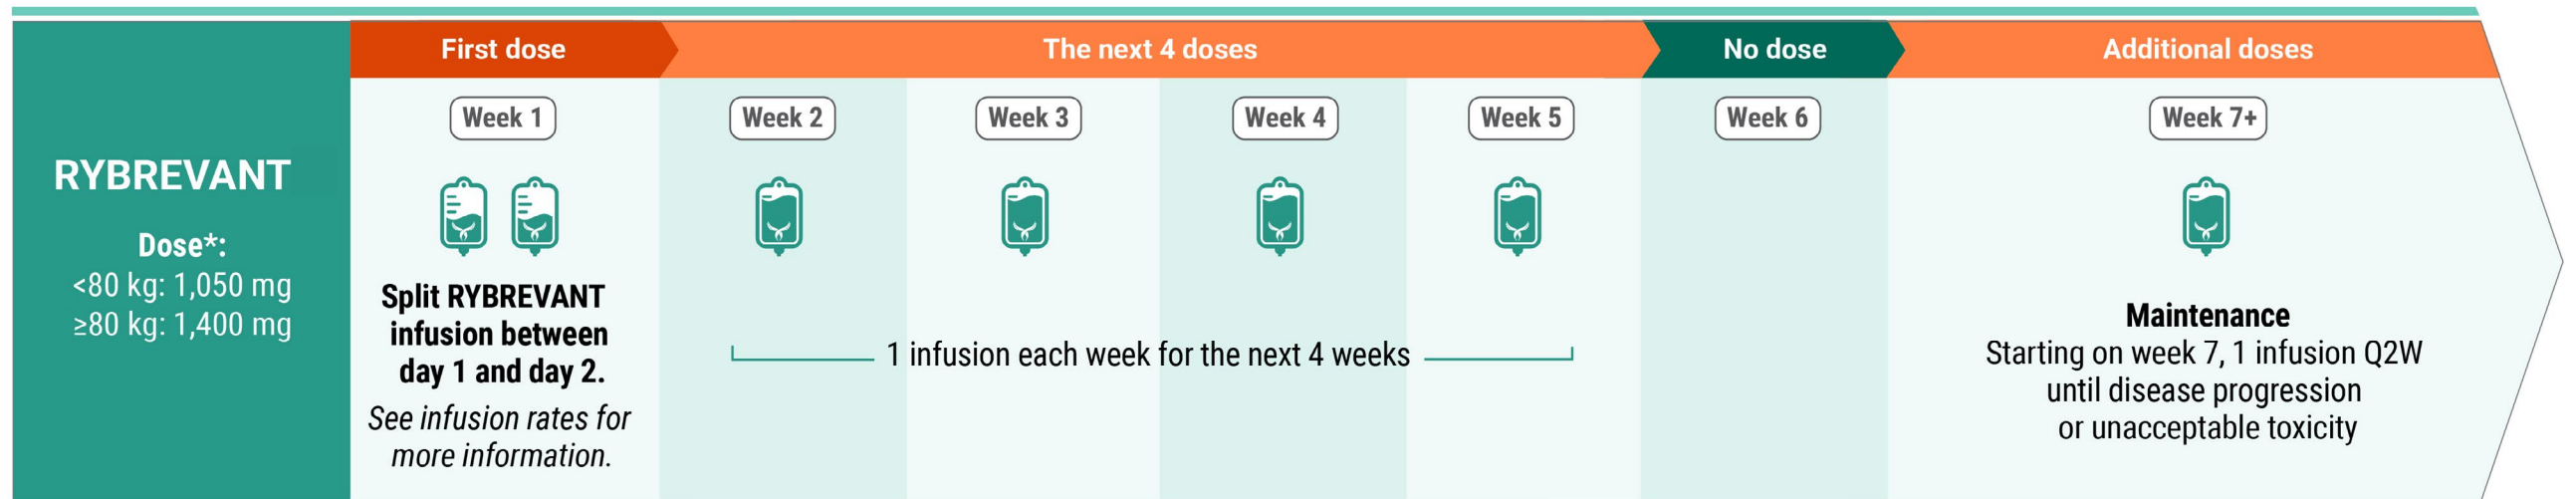 First dose
The next 4 doses
No dose
Additional doses
RYBREVANT
Dose*:
<80 kg: 1,050 mg
≥80 kg: 1,400 mg
Week 1
Split RYBREVANT
infusion between
day 1 and day 2.
See infusion rates for
more information.
Week 2
Week 3
Week 4
Week 5
1 infusion each week for the next 4 weeks
Week 6
Week 7+
Maintenance
Starting on week 7, 1 infusion Q2W
until disease progression
or unacceptable toxicity